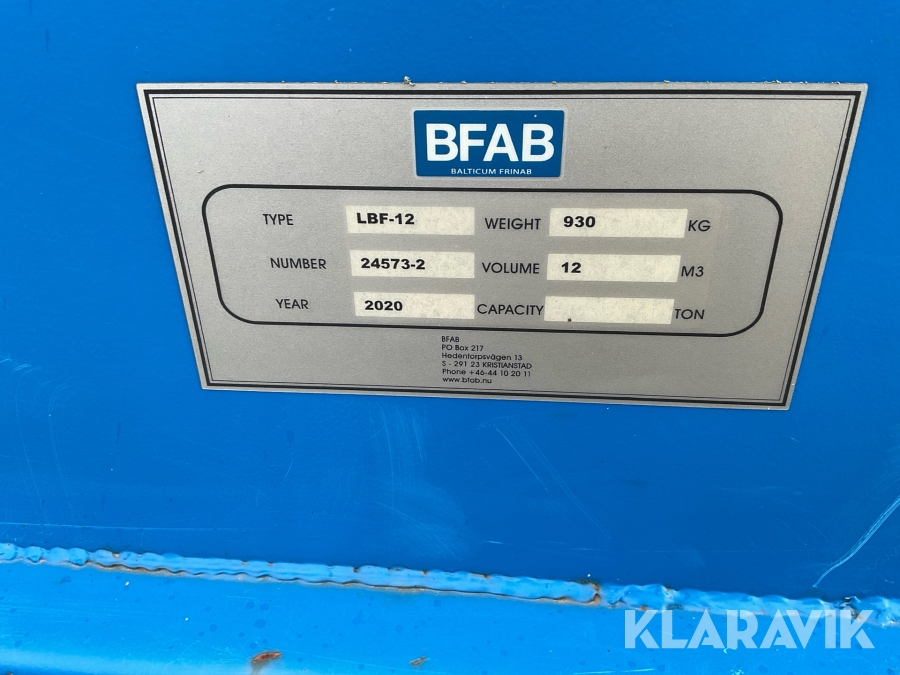 BFAB
BALTICUM FRINAB
TYPE LBF-12 WEIGHT 930 KG
NUMBER 24573-2 VOLUME 12 M3
YEAR 2020 CAPACITY TON
BFAB
PO Box 217
Hedentorpsvägen 13
S - 291 23 KRISTIANSTAD
Phone +46-44 10 20 11
www.bfab.nu
KLARAVIK